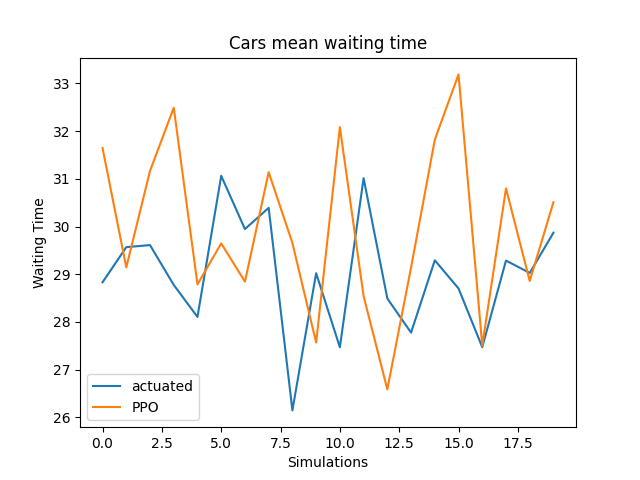 Cars mean waiting time
Waiting Time
33
32
31
30
29
28
27
26
actuated
PPO
0.0 2.5 5.0 7.5 10.0 12.5 15.0 17.5
Simulations